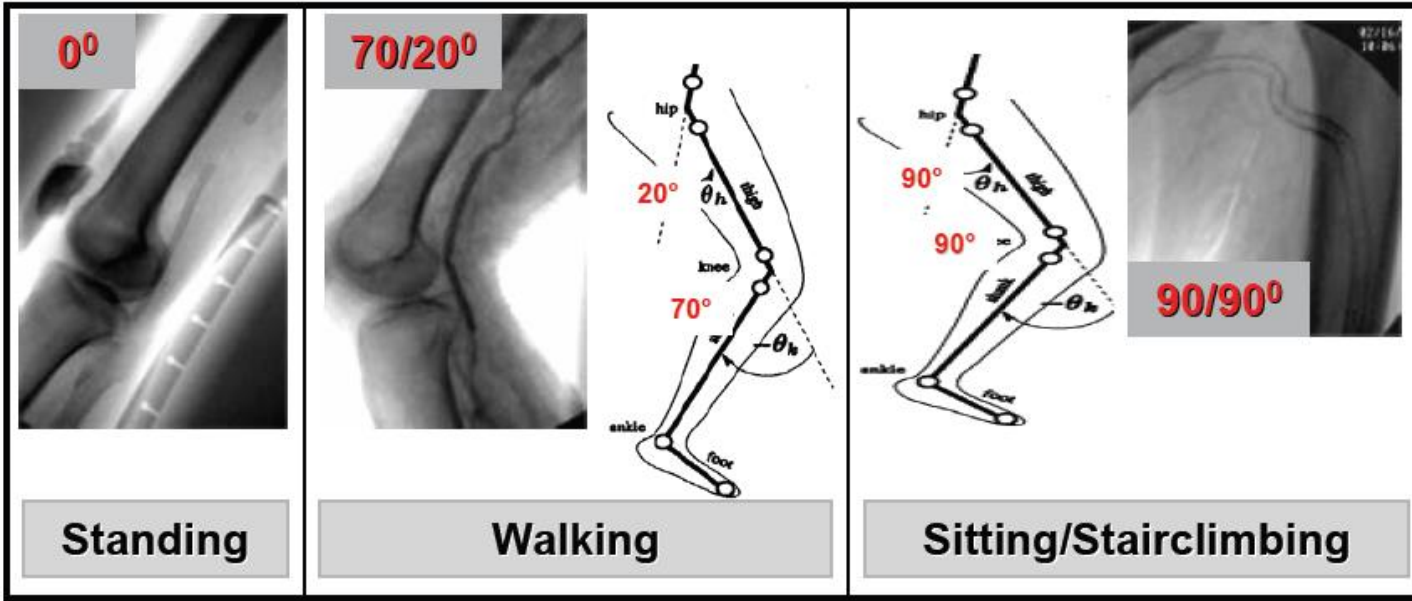 0⁰
70/20⁰
hip
20°
θh
thigh
knee
70°
–θk
ankle
foot
hip
90°
θh
thigh
90°
–θk
ankle
foot
90/90⁰
Standing
Walking
Sitting/Stairclimbing